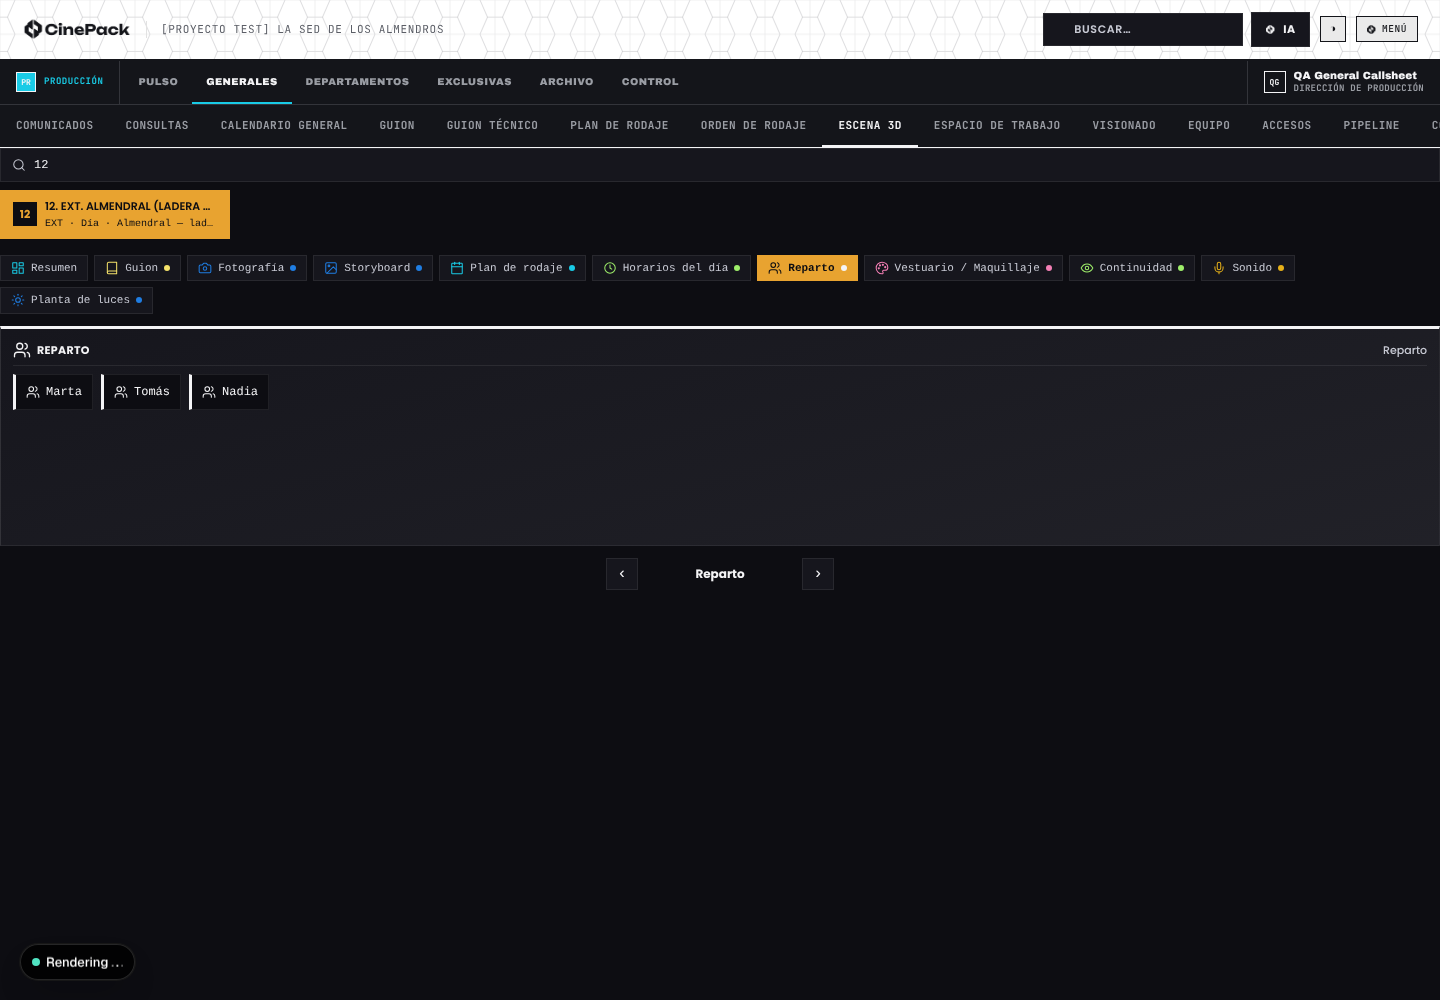 CinePack [PROYECTO TEST] LA SED DE LOS ALMENDROS BUSCAR… IA MENÚ
PR PRODUCCIÓN PULSO GENERALES DEPARTAMENTOS EXCLUSIVAS ARCHIVO CONTROL QG QA General Callsheet
DIRECCIÓN DE PRODUCCIÓN
COMUNICADOS CONSULTAS CALENDARIO GENERAL GUION GUION TÉCNICO PLAN DE RODAJE ORDEN DE RODAJE ESCENA 3D ESPACIO DE TRABAJO VISIONADO EQUIPO ACCESOS PIPELINE
12
12 12. EXT. ALMENDRAL (LADERA …
EXT · Día · Almendral — lad…
Resumen Guion Fotografía Storyboard Plan de rodaje Horarios del día Reparto Vestuario / Maquillaje Continuidad Sonido
Planta de luces
REPARTO Reparto
Marta Tomás Nadia
‹ Reparto ›
Rendering ...